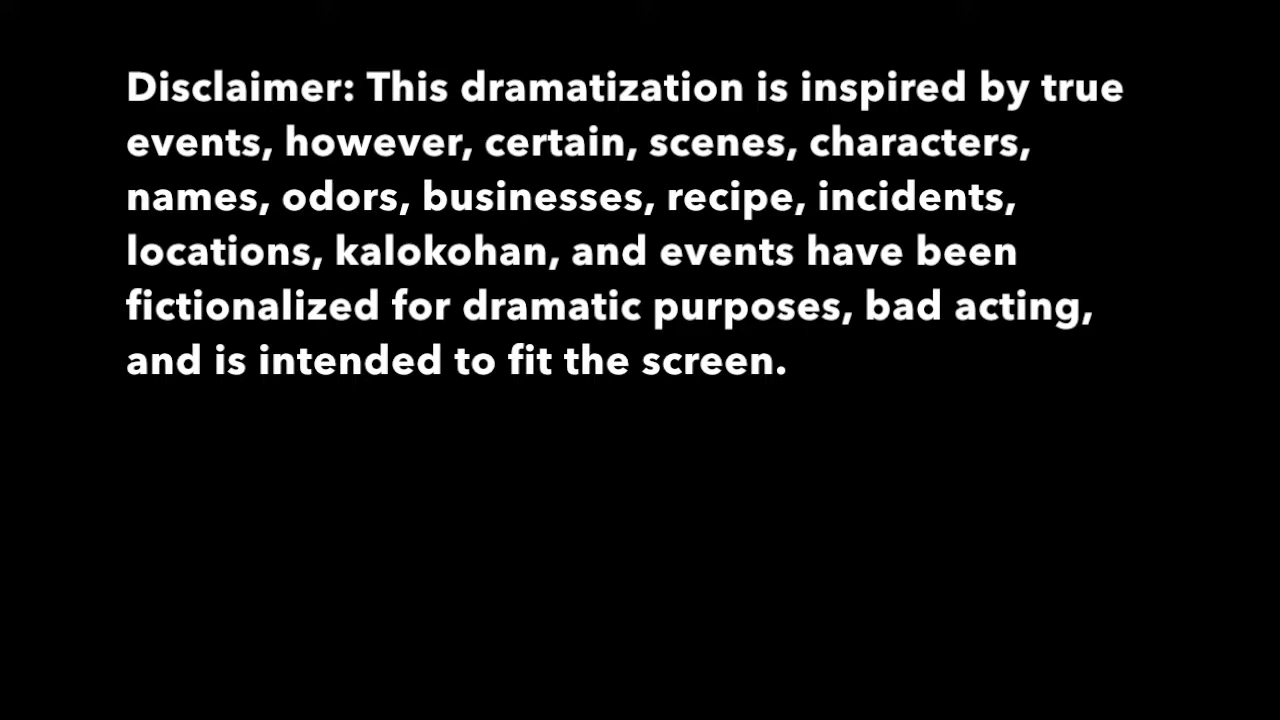 Disclaimer: This dramatization is inspired by true
events, however, certain, scenes, characters,
names, odors, businesses, recipe, incidents,
locations, kalokohan, and events have been
fictionalized for dramatic purposes, bad acting,
and is intended to fit the screen.